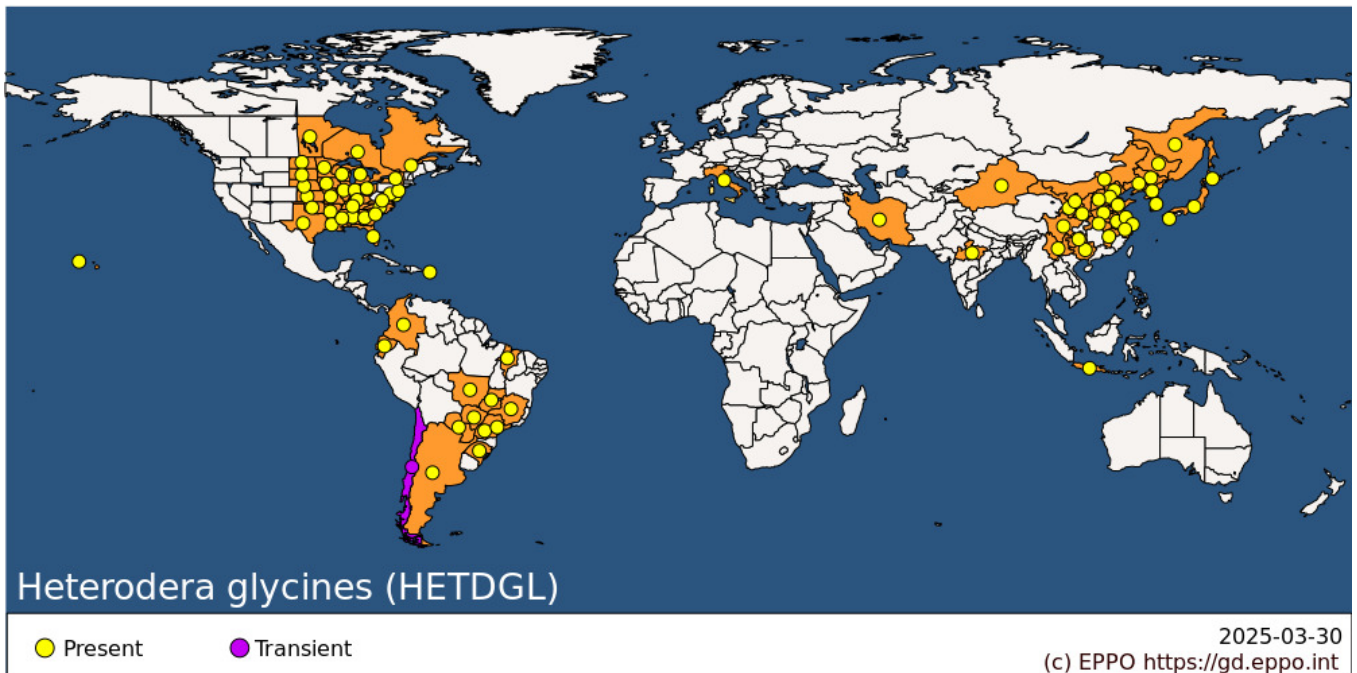 Heterodera glycines (HETDGL)
Present
Transient
2025-03-30
(c) EPPO https://gd.eppo.int